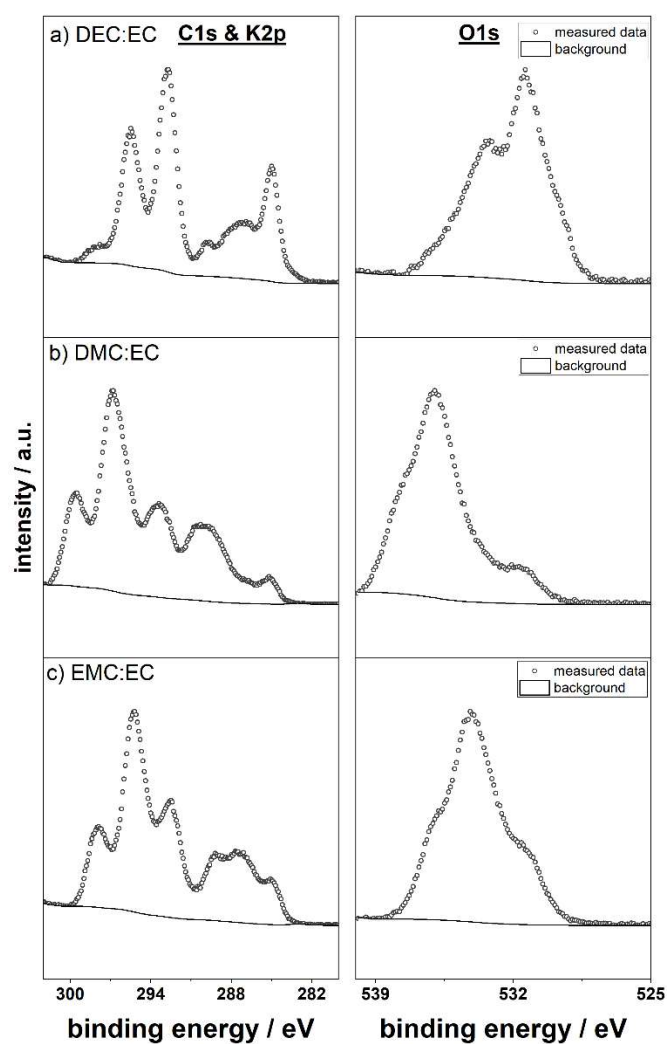 a) DEC:EC
C1s & K2p
O1s
measured data
background
b) DMC:EC
measured data
background
c) EMC:EC
measured data
background
intensity / a.u.
300 294 288 282
539 532 525
binding energy / eV
binding energy / eV